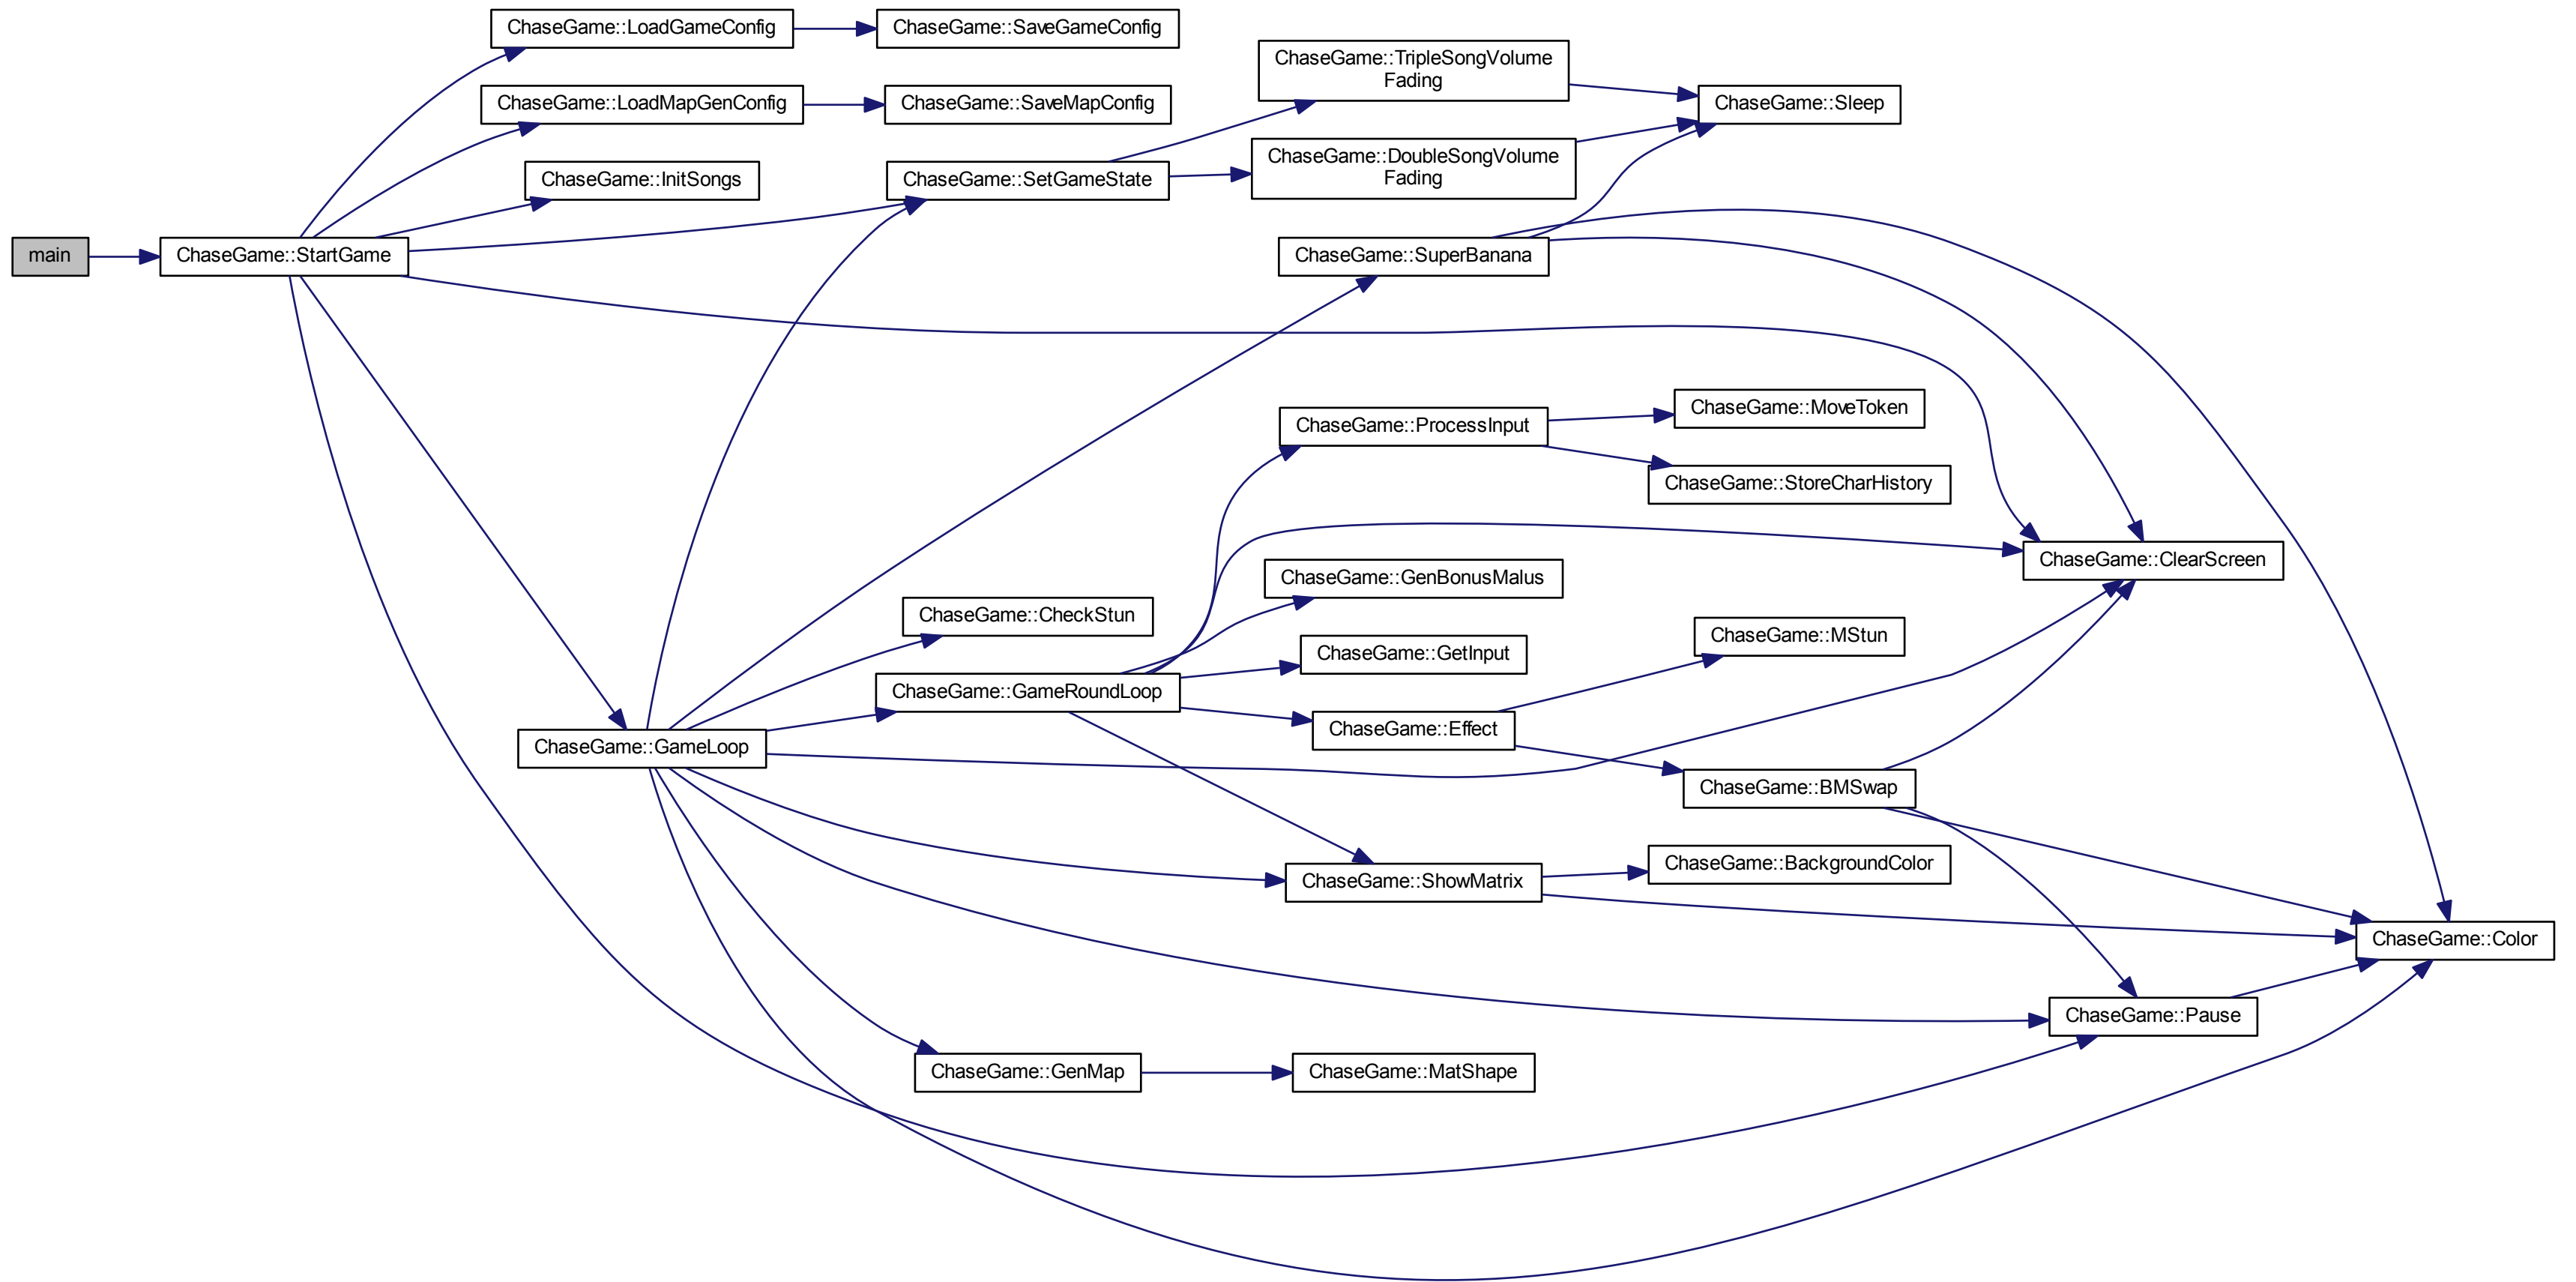 ChaseGame::LoadGameConfig
ChaseGame::SaveGameConfig
ChaseGame::TripleSongVolume
Fading
ChaseGame::LoadMapGenConfig
ChaseGame::SaveMapConfig
ChaseGame::Sleep
ChaseGame::InitSongs
ChaseGame::SetGameState
ChaseGame::DoubleSongVolume
Fading
main
ChaseGame::StartGame
ChaseGame::SuperBanana
ChaseGame::MoveToken
ChaseGame::ProcessInput
ChaseGame::StoreCharHistory
ChaseGame::ClearScreen
ChaseGame::GenBonusMalus
ChaseGame::CheckStun
ChaseGame::MStun
ChaseGame::GetInput
ChaseGame::GameRoundLoop
ChaseGame::Effect
ChaseGame::GameLoop
ChaseGame::BMSwap
ChaseGame::BackgroundColor
ChaseGame::ShowMatrix
ChaseGame::Color
ChaseGame::Pause
ChaseGame::GenMap
ChaseGame::MatShape